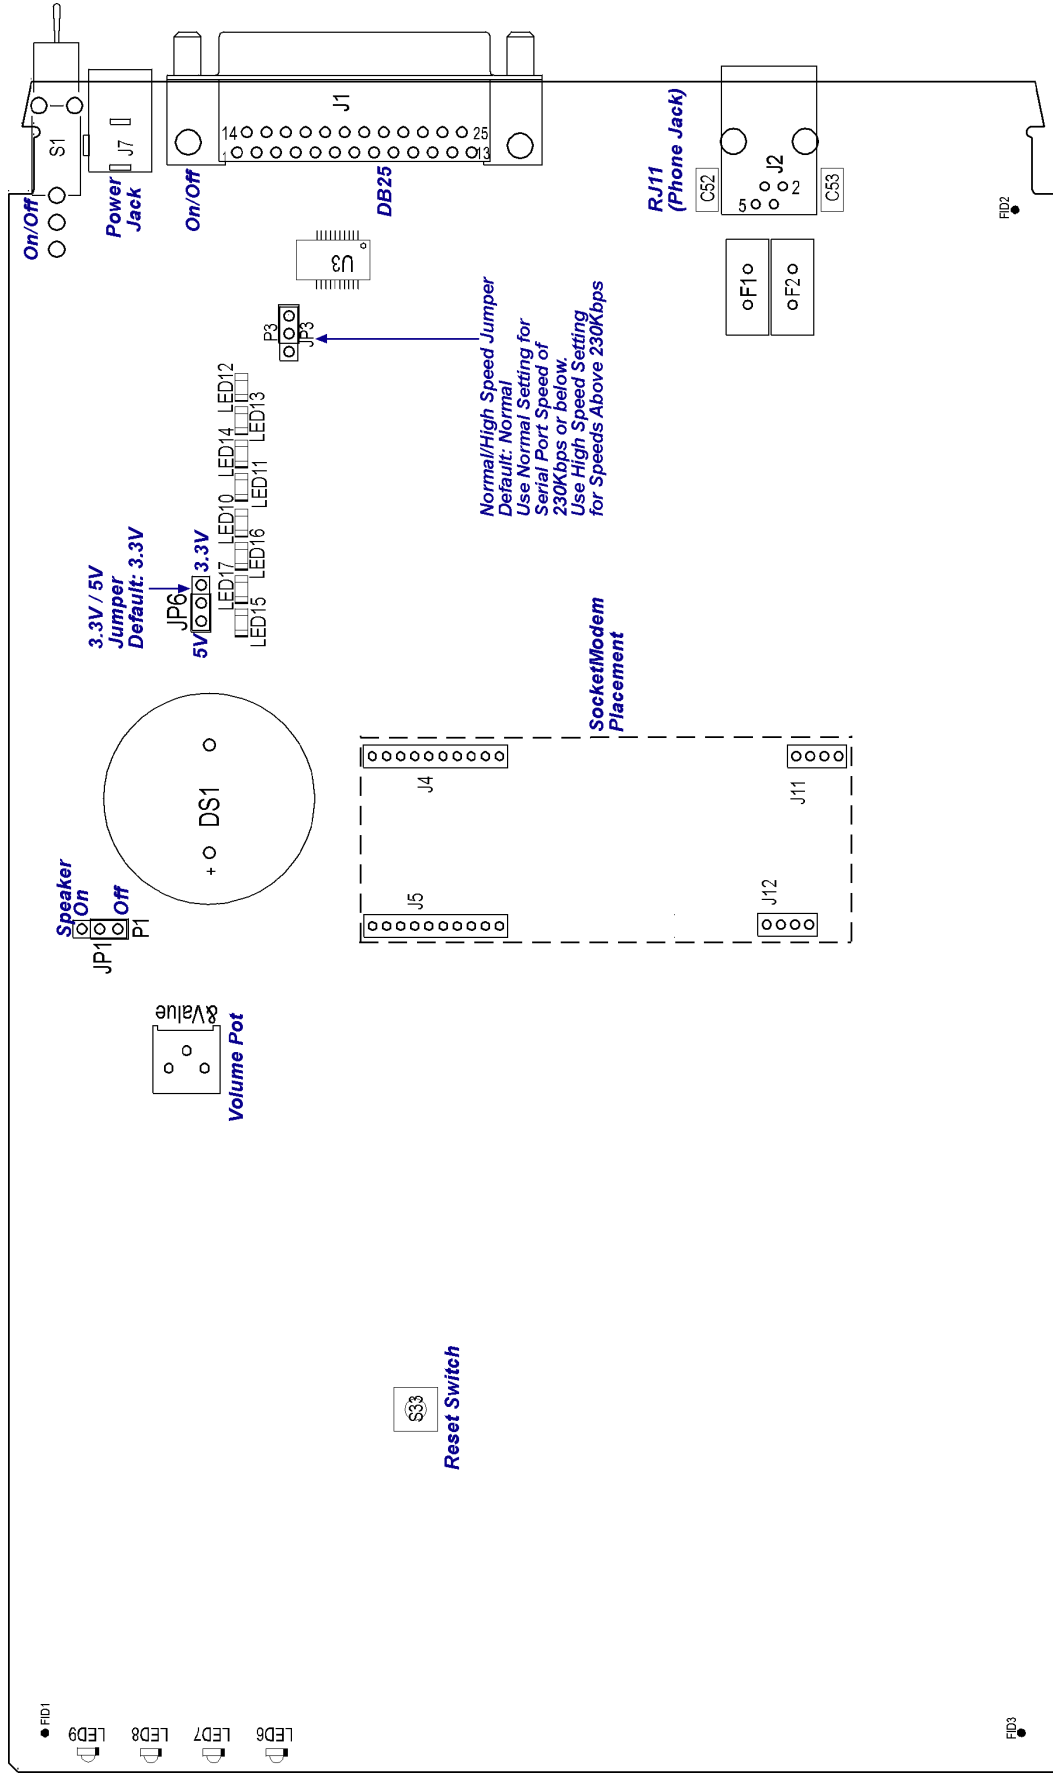 On/Off
S1
Power
Jack
J7
On/Off
J1
14
25
1
13
DB25
RJ11
(Phone Jack)
C52
J2
5
2
C53
FID2
U3
P3
JP3
F1
F2
Normal/High Speed Jumper
Default: Normal
Use Normal Setting for
Serial Port Speed of
230Kbps or below.
Use High Speed Setting
for Speeds Above 230Kbps
LED12
LED13
LED14
LED11
LED10
LED16
LED17
LED15
3.3V / 5V
Jumper
Default: 3.3V
JP6
5V
3.3V
DS1
+
SocketModem
Placement
J4
J11
J5
J12
Speaker
On
Off
JP1
P1
&Value
Volume Pot
S33
Reset Switch
FID1
LED9
LED8
LED7
LED6
FID3